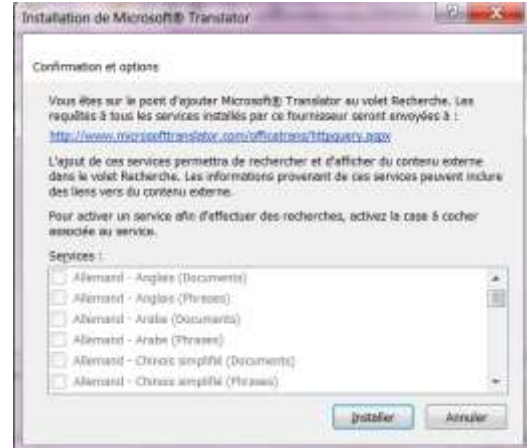 Installation de Microsoft® Translator
Confirmation et options
Vous êtes sur le point d'ajouter Microsoft® Translator au volet Recherche. Les
requêtes à tous les services installés par ce fournisseur seront envoyées à :
http://www.microsofttranslator.com/officetrans/httpquery.aspx
L'ajout de ces services permettra de rechercher et d'afficher du contenu externe
dans le volet Recherche. Les informations provenant de ces services peuvent inclure
des liens vers du contenu externe.
Pour activer un service afin d'effectuer des recherches, activez la case à cocher
associée au service.
Services :
Allemand - Anglais (Documents)
Allemand - Anglais (Phrases)
Allemand - Arabe (Documents)
Allemand - Arabe (Phrases)
Allemand - Chinois simplifié (Documents)
Allemand - Chinois simplifié (Phrases)
Installer Annuler